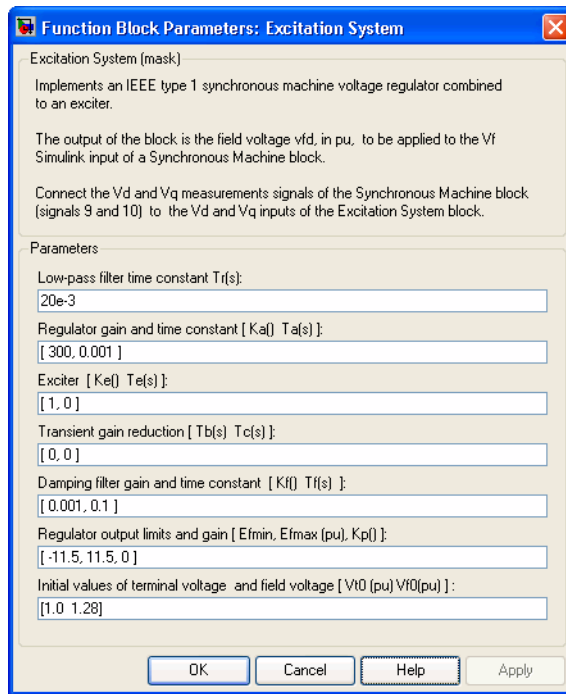 Function Block Parameters: Excitation System
Excitation System (mask)
Implements an IEEE type 1 synchronous machine voltage regulator combined
to an exciter.
The output of the block is the field voltage vfd, in pu, to be applied to the Vf
Simulink input of a Synchronous Machine block.
Connect the Vd and Vq measurements signals of the Synchronous Machine block
(signals 9 and 10) to the Vd and Vq inputs of the Excitation System block.
Parameters
Low-pass filter time constant Tr(s):
20e-3
Regulator gain and time constant [ Ka() Ta(s) ]:
[ 300, 0.001 ]
Exciter [ Ke() Te(s) ]:
[ 1, 0 ]
Transient gain reduction [ Tb(s) Tc(s) ]:
[ 0, 0 ]
Damping filter gain and time constant [ Kf() Tf(s) ]:
[ 0.001, 0.1 ]
Regulator output limits and gain [ Efmin, Efmax (pu), Kp() ]:
[ -11.5, 11.5, 0 ]
Initial values of terminal voltage and field voltage [ Vt0 (pu) Vf0(pu) ] :
[1.0 1.28]
OK Cancel Help Apply